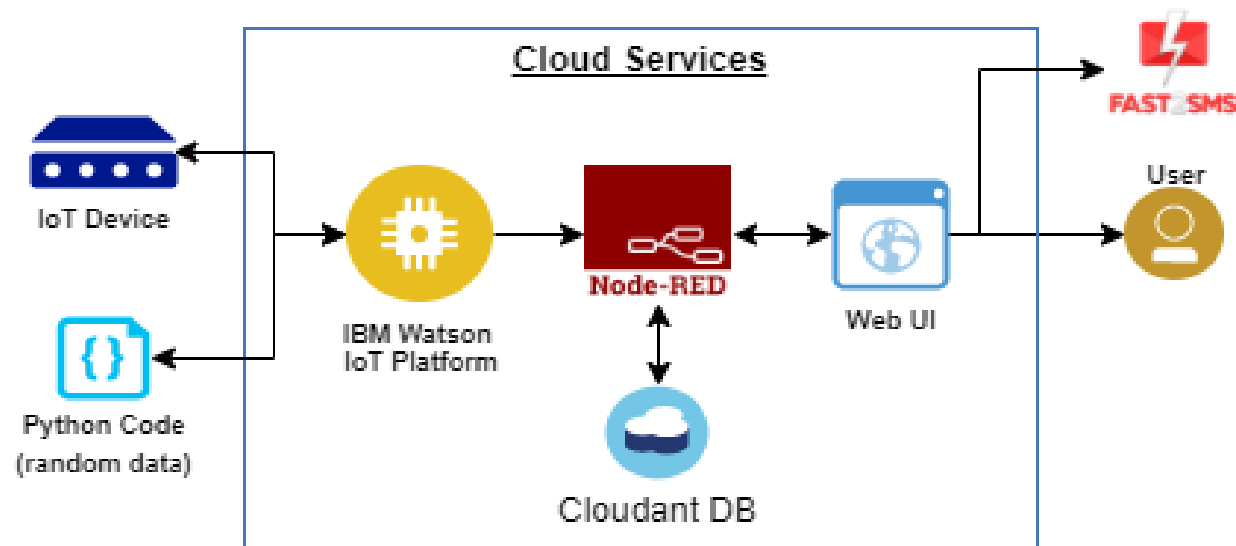 Cloud Services
FAST2SMS
User
IoT Device
Node-RED
Web UI
IBM Watson
IoT Platform
Python Code
(random data)
Cloudant DB